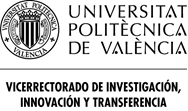 UNIVERSITAT
POLITÈCNICA
DE VALÈNCIA
VICERRECTORADO DE INVESTIGACIÓN,
INNOVACIÓN Y TRANSFERENCIA